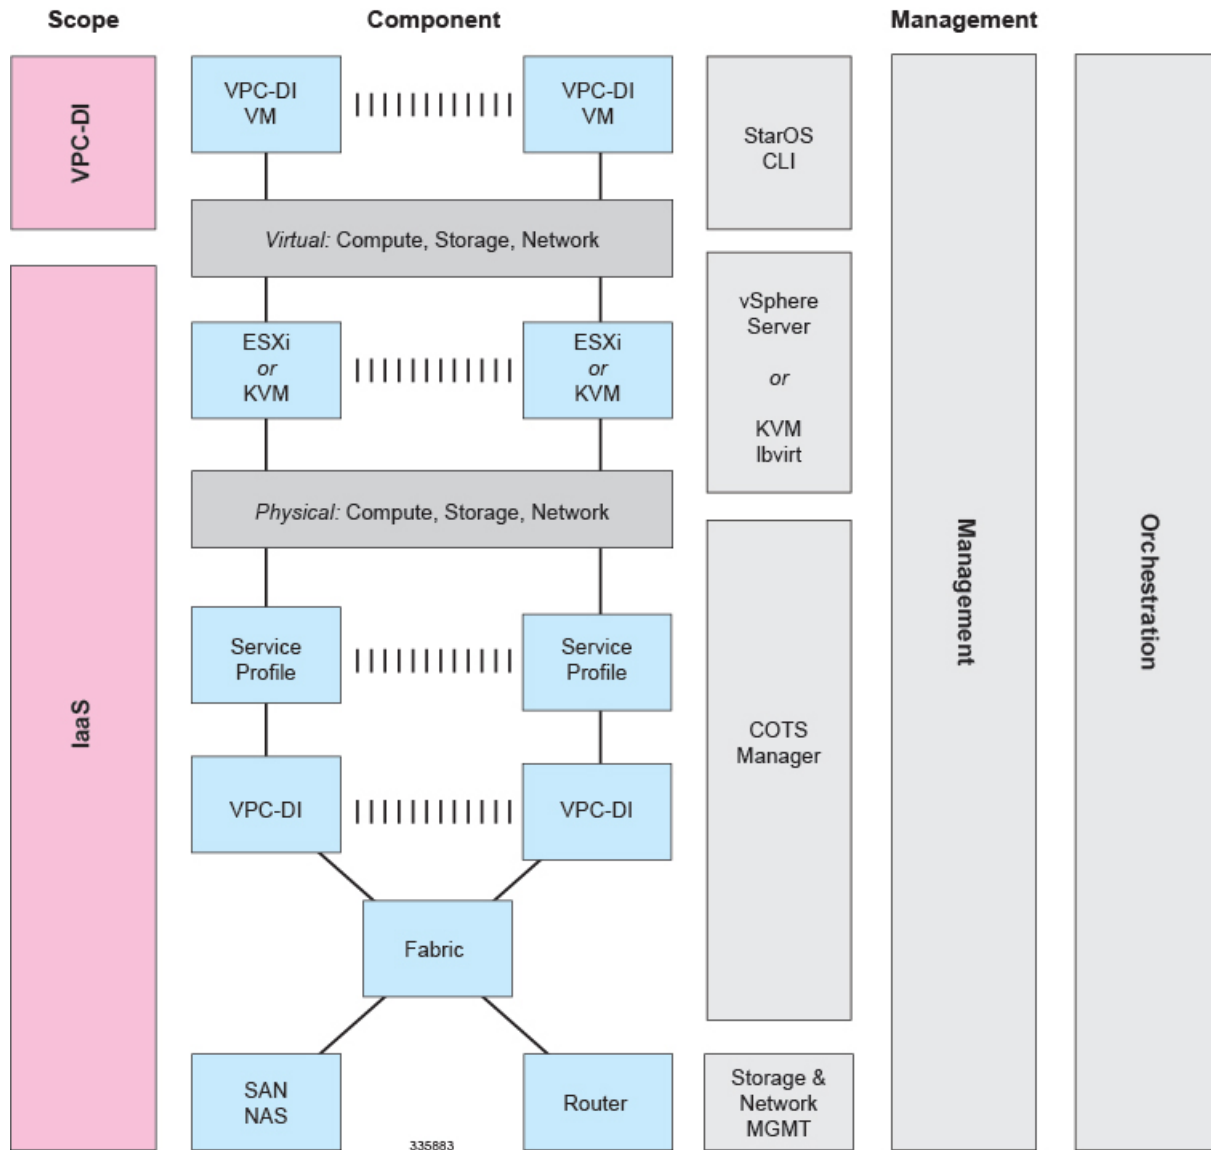 Scope
Component
Management
VPC-DI
VPC-DI
VM
VPC-DI
VM
StarOS
CLI
Virtual: Compute, Storage, Network
ESXi
or
KVM
ESXi
or
KVM
vSphere
Server
or
KVM
Ibvirt
Physical: Compute, Storage, Network
Management
Orchestration
IaaS
Service
Profile
Service
Profile
COTS
Manager
VPC-DI
VPC-DI
Fabric
SAN
NAS
Router
Storage &
Network
MGMT
335883